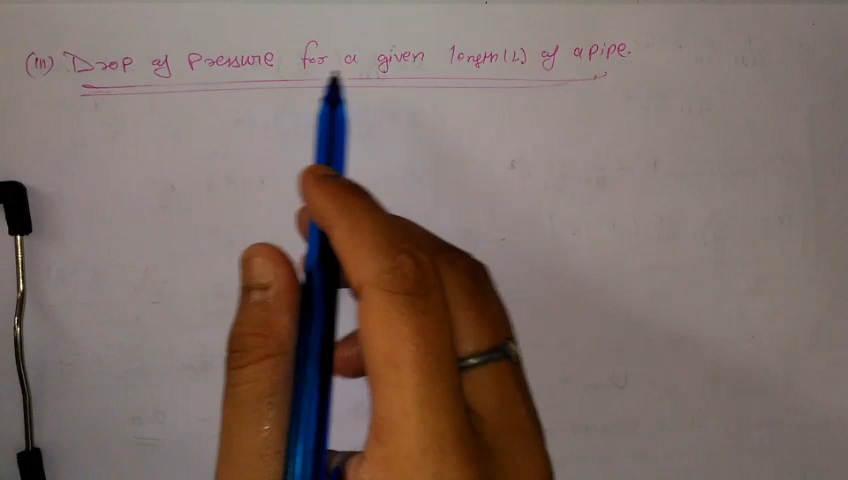 (iii) Drop of Pressure for a given length(L) of a pipe.